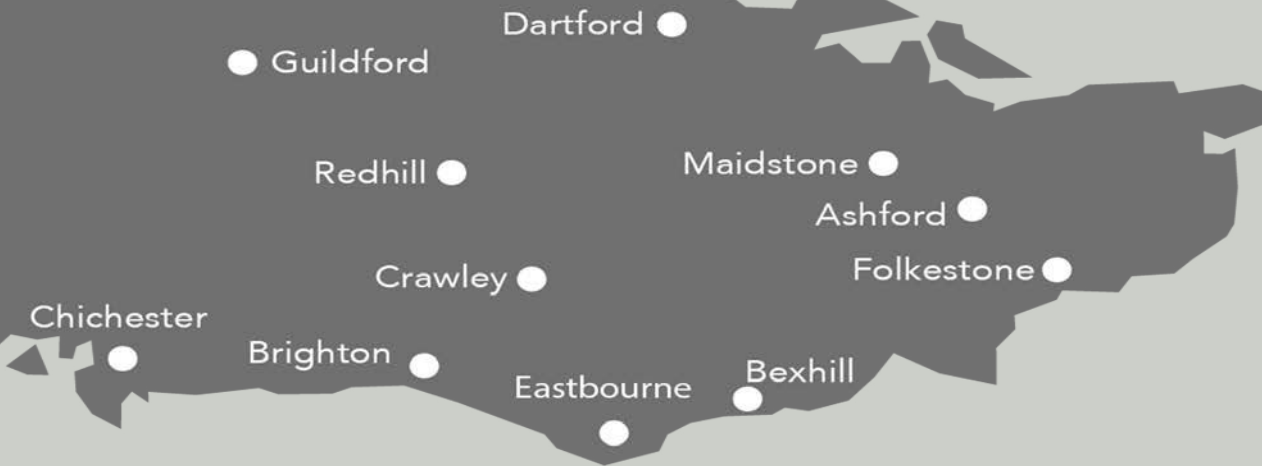 Dartford
Guildford
Maidstone
Redhill
Ashford
Folkestone
Crawley
Chichester
Brighton
Bexhill
Eastbourne